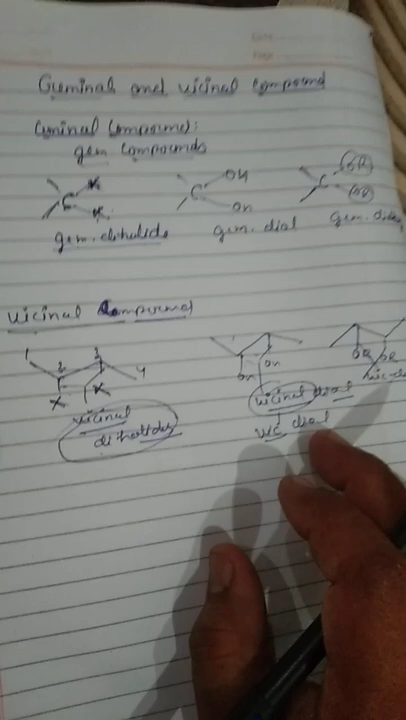 Geminal and vicinal compound
Geminal Compound:
gem compounds
C X X
C OH OH
C OR OR
gem. dihalide
gem. diol
gem.
vicinal compound
1 2 3 4
X X
OH OH
OR OR
vicinal
dihalides
vicinal diol
vic diol